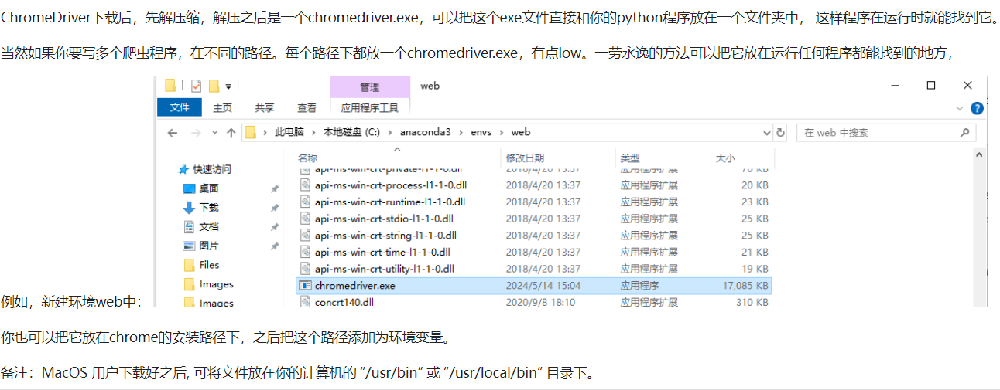 ChromeDriver下载后，先解压缩，解压之后是一个chromedriver.exe，可以把这个exe文件直接和你的python程序放在一个文件夹中， 这样程序在运行时就能找到它。
当然如果你要写多个爬虫程序，在不同的路径。每个路径下都放一个chromedriver.exe，有点low。一劳永逸的方法可以把它放在运行任何程序都能找到的地方，
管理 web
文件 主页 共享 查看 应用程序工具
此电脑 本地磁盘 (C:) anaconda3 envs web 在 web 中搜索
名称 修改日期 类型 大小
快速访问 api-ms-win-crt-private-l1-1-0.dll 2018/4/20 13:37 应用程序扩展 70 KB
桌面 api-ms-win-crt-process-l1-1-0.dll 2018/4/20 13:37 应用程序扩展 20 KB
下载 api-ms-win-crt-runtime-l1-1-0.dll 2018/4/20 13:37 应用程序扩展 23 KB
文档 api-ms-win-crt-stdio-l1-1-0.dll 2018/4/20 13:37 应用程序扩展 25 KB
api-ms-win-crt-string-l1-1-0.dll 2018/4/20 13:37 应用程序扩展 25 KB
图片 api-ms-win-crt-time-l1-1-0.dll 2018/4/20 13:37 应用程序扩展 21 KB
Files api-ms-win-crt-utility-l1-1-0.dll 2018/4/20 13:37 应用程序扩展 19 KB
Images chromedriver.exe 2024/5/14 15:04 应用程序 17,085 KB
Images concrt140.dll 2020/9/8 18:10 应用程序扩展 310 KB
例如，新建环境web中：
你也可以把它放在chrome的安装路径下，之后把这个路径添加为环境变量。
备注：MacOS 用户下载好之后, 可将文件放在你的计算机的 “/usr/bin” 或 “/usr/local/bin” 目录下。